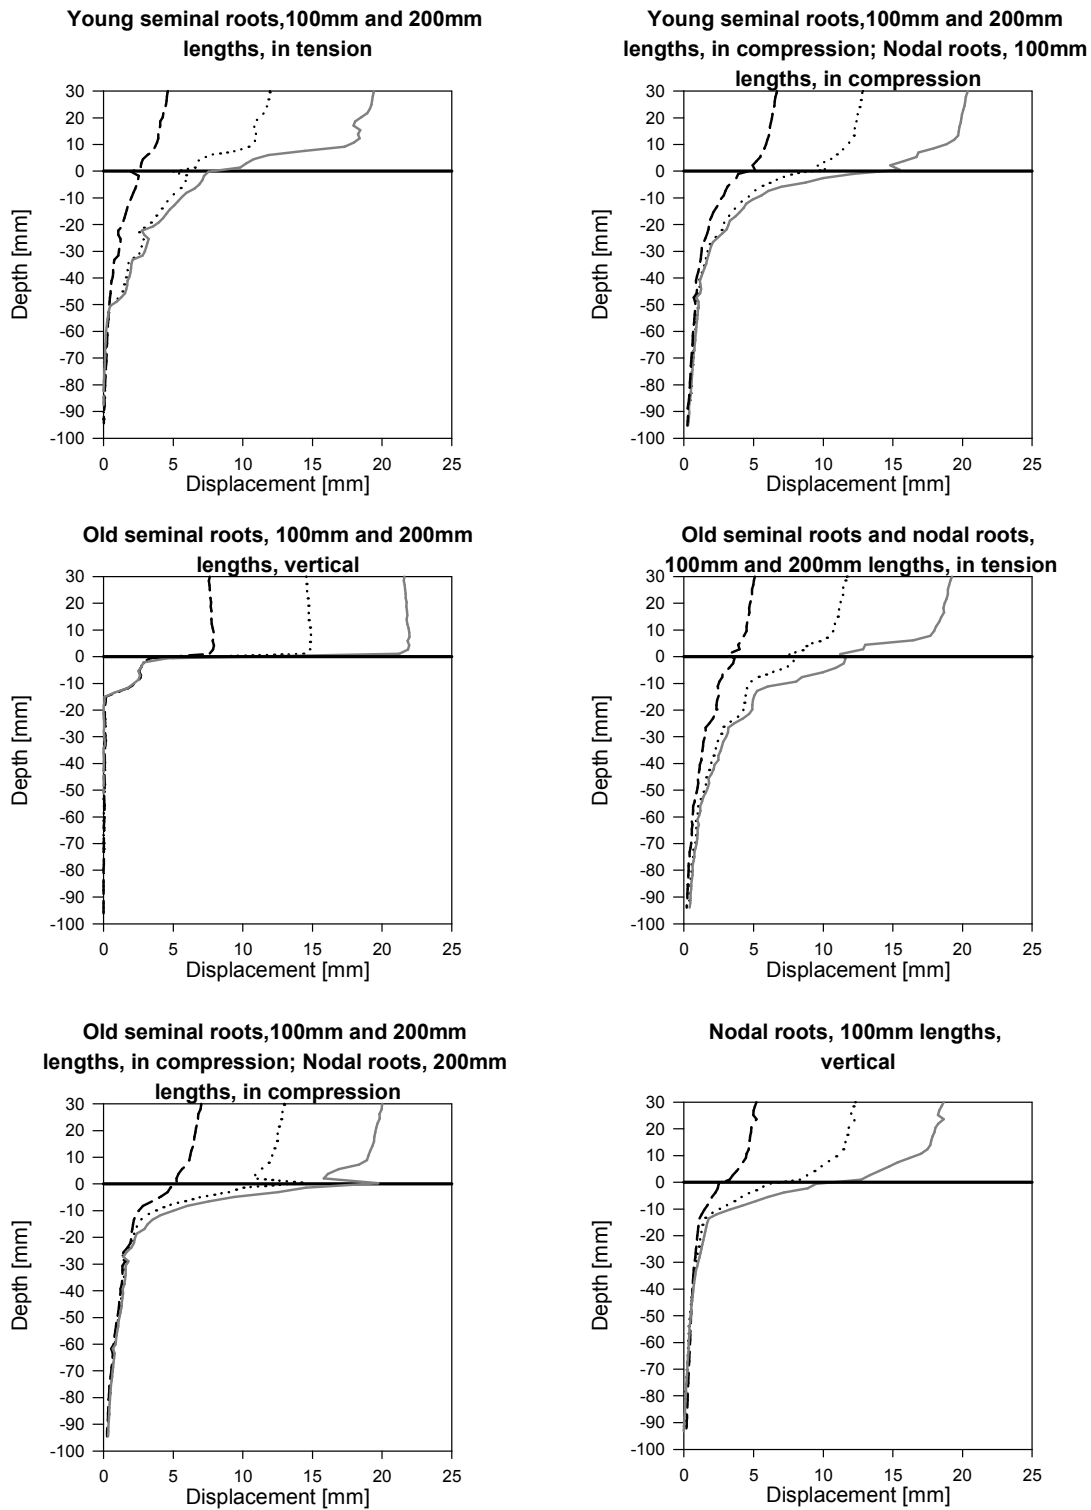 Young seminal roots,100mm and 200mm
lengths, in tension
30
20
10
0
-10
-20
-30
-40
-50
-60
-70
-80
-90
-100
Depth [mm]
0 5 10 15 20 25
Displacement [mm]
Young seminal roots,100mm and 200mm
lengths, in compression; Nodal roots, 100mm
lengths, in compression
30
20
10
0
-10
-20
-30
-40
-50
-60
-70
-80
-90
-100
Depth [mm]
0 5 10 15 20 25
Displacement [mm]
Old seminal roots, 100mm and 200mm
lengths, vertical
30
20
10
0
-10
-20
-30
-40
-50
-60
-70
-80
-90
-100
Depth [mm]
0 5 10 15 20 25
Displacement [mm]
Old seminal roots and nodal roots,
100mm and 200mm lengths, in tension
30
20
10
0
-10
-20
-30
-40
-50
-60
-70
-80
-90
-100
Depth [mm]
0 5 10 15 20 25
Displacement [mm]
Old seminal roots,100mm and 200mm
lengths, in compression; Nodal roots, 200mm
lengths, in compression
30
20
10
0
-10
-20
-30
-40
-50
-60
-70
-80
-90
-100
Depth [mm]
0 5 10 15 20 25
Displacement [mm]
Nodal roots, 100mm lengths,
vertical
30
20
10
0
-10
-20
-30
-40
-50
-60
-70
-80
-90
-100
Depth [mm]
0 5 10 15 20 25
Displacement [mm]